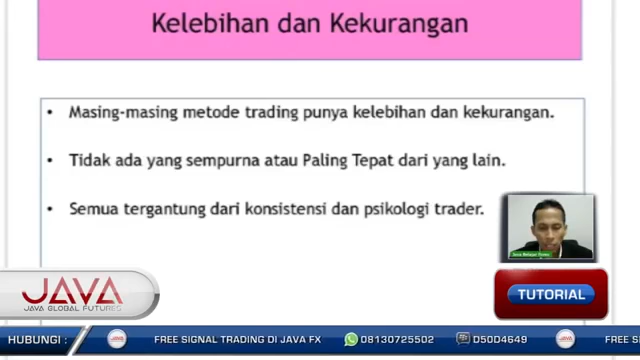 Kelebihan dan Kekurangan
• Masing-masing metode trading punya kelebihan dan kekurangan.
• Tidak ada yang sempurna atau Paling Tepat dari yang lain.
• Semua tergantung dari konsistensi dan psikologi trader.
JAVA
JAVA GLOBAL FUTURES
TUTORIAL
HUBUNGI :
FREE SIGNAL TRADING DI JAVA FX
08130725502
D50D4649
FREE S